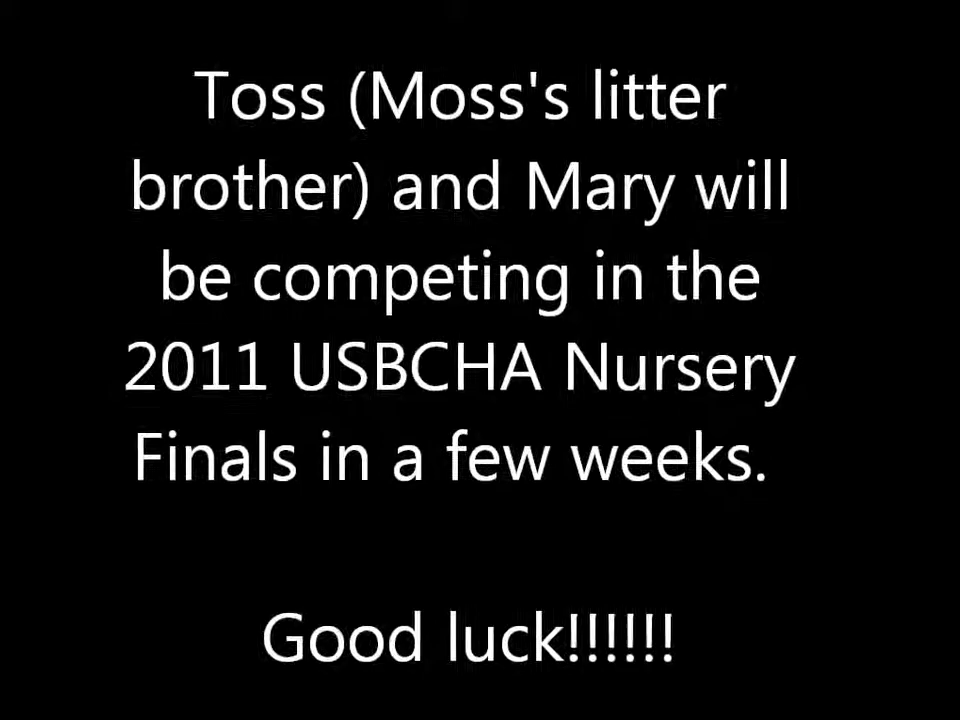 Toss (Moss's litter
brother) and Mary will
be competing in the
2011 USBCHA Nursery
Finals in a few weeks.
Good luck!!!!!!